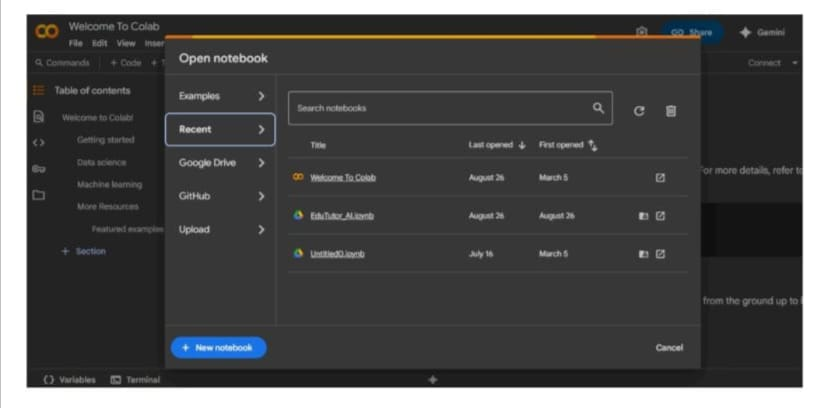 Welcome To Colab
File Edit View Inser
Share
Gemini
Commands + Code +
Connect
Table of contents
Welcome to Colab!
Getting started
Data science
Machine learning
More Resources
Featured examples
+ Section
Open notebook
Examples
Recent
Google Drive
GitHub
Upload
Search notebooks
Title Last opened First opened
Welcome To Colab August 26 March 5
EduTutor_AI.ipynb August 26 August 26
Untitled0.ipynb July 16 March 5
+ New notebook
Cancel
For more details, refer to
from the ground up to
Variables Terminal